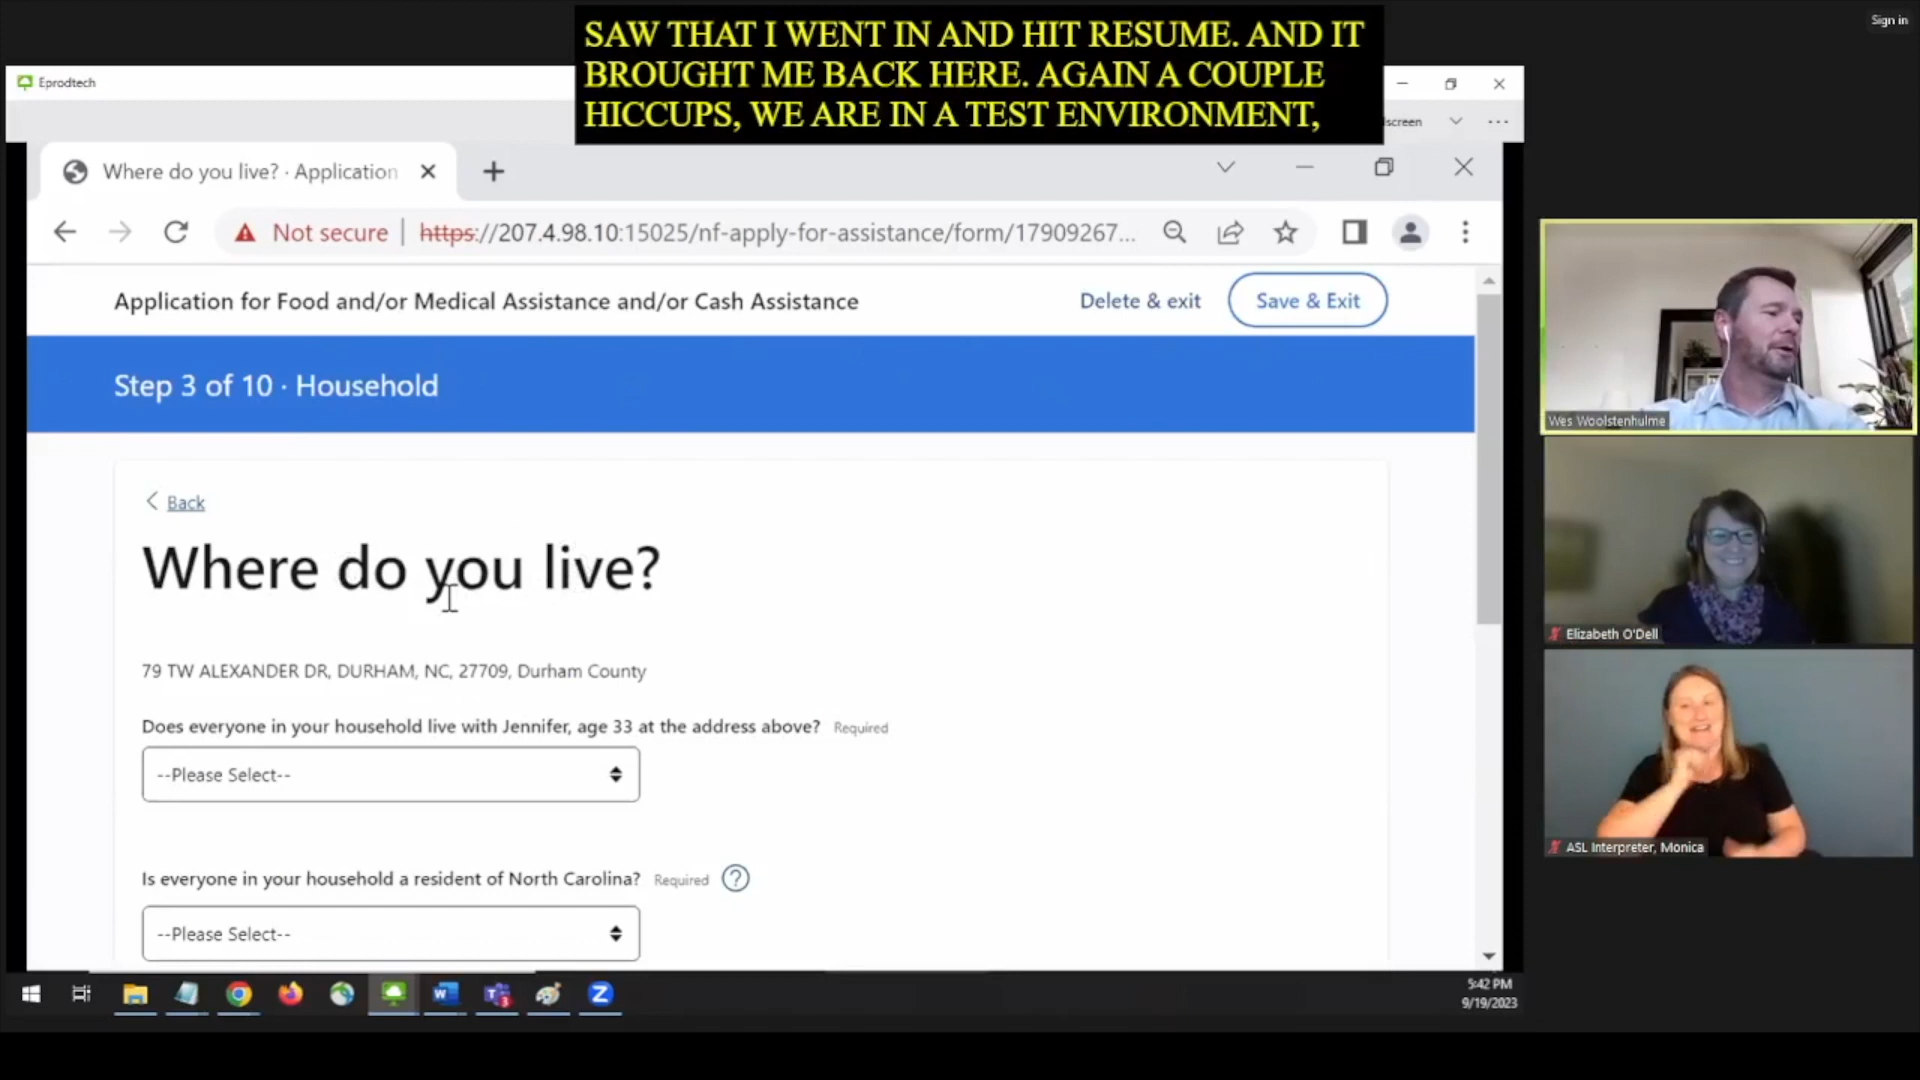 SAW THAT I WENT IN AND HIT RESUME. AND IT
BROUGHT ME BACK HERE. AGAIN A COUPLE
HICCUPS, WE ARE IN A TEST ENVIRONMENT,
Sign in
Eprodtech
screen
Where do you live? · Application
Not secure | https://207.4.98.10:15025/nf-apply-for-assistance/form/17909267...
Application for Food and/or Medical Assistance and/or Cash Assistance
Delete & exit
Save & Exit
Step 3 of 10 · Household
Back
Where do you live?
79 TW ALEXANDER DR, DURHAM, NC, 27709, Durham County
Does everyone in your household live with Jennifer, age 33 at the address above? Required
--Please Select--
Is everyone in your household a resident of North Carolina? Required ?
--Please Select--
5:42 PM
9/19/2023
Wes Woolstenhulme
Elizabeth O'Dell
ASL Interpreter, Monica